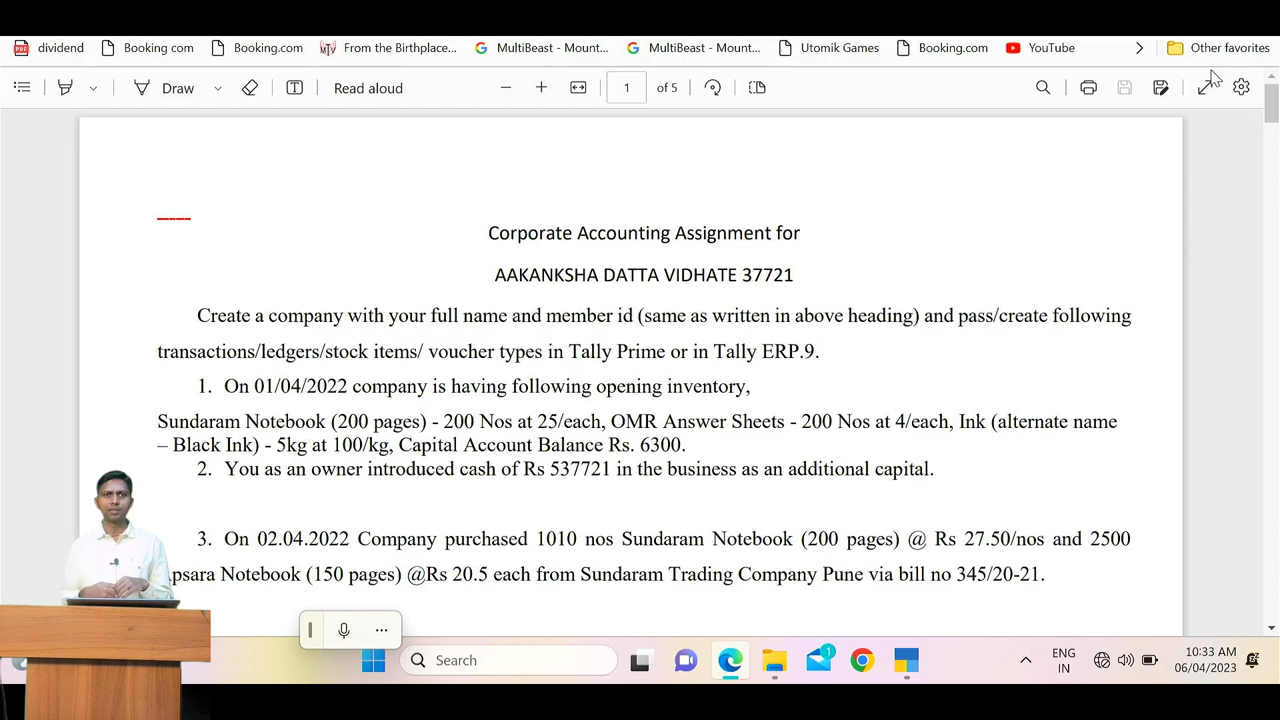 dividend Booking com Booking.com From the Birthplace... MultiBeast - Mount... MultiBeast - Mount... Utomik Games Booking.com YouTube Other favorites
Draw Read aloud 1 of 5
Corporate Accounting Assignment for
AAKANKSHA DATTA VIDHATE 37721
Create a company with your full name and member id (same as written in above heading) and pass/create following
transactions/ledgers/stock items/ voucher types in Tally Prime or in Tally ERP.9.
1. On 01/04/2022 company is having following opening inventory,
Sundaram Notebook (200 pages) - 200 Nos at 25/each, OMR Answer Sheets - 200 Nos at 4/each, Ink (alternate name
– Black Ink) - 5kg at 100/kg, Capital Account Balance Rs. 6300.
2. You as an owner introduced cash of Rs 537721 in the business as an additional capital.
3. On 02.04.2022 Company purchased 1010 nos Sundaram Notebook (200 pages) @ Rs 27.50/nos and 2500
psara Notebook (150 pages) @Rs 20.5 each from Sundaram Trading Company Pune via bill no 345/20-21.
Search
1
ENG
IN
10:33 AM
06/04/2023